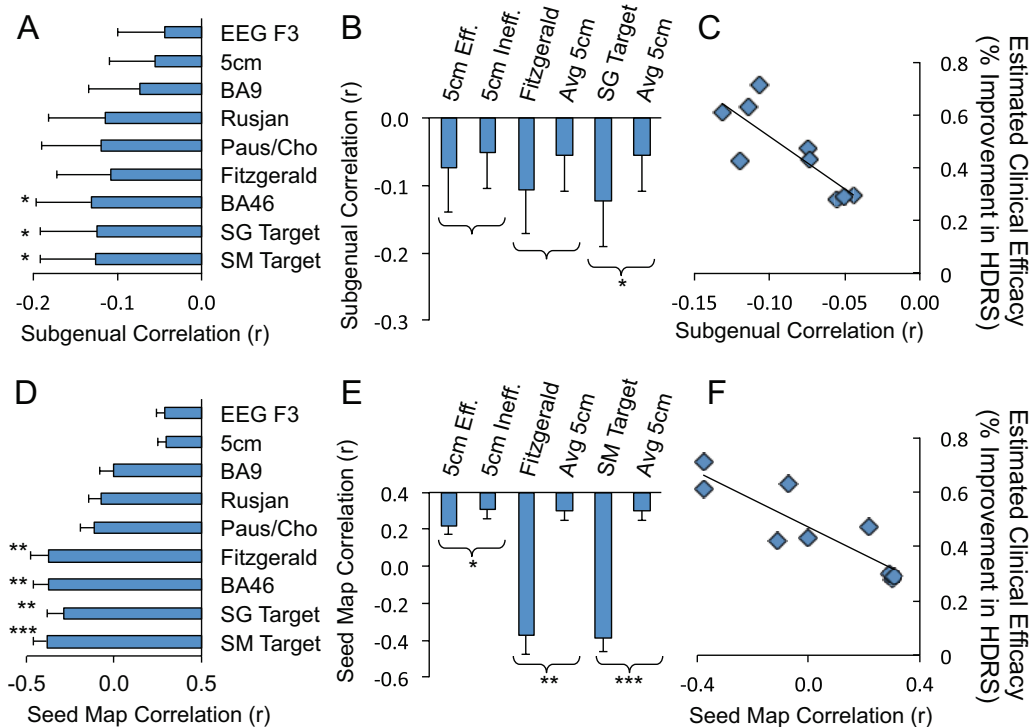 A
EEG F3
5cm
BA9
Rusjan
Paus/Cho
Fitzgerald
* BA46
* SG Target
* SM Target
-0.2 -0.1 0.0
Subgenual Correlation (r)
B
5cm Eff.
5cm Ineff.
Fitzgerald
Avg 5cm
SG Target
Avg 5cm
0.0
-0.1
-0.2
-0.3
Subgenual Correlation (r)
*
C
0.8
0.6
0.4
0.2
0
-0.15 -0.10 -0.05 0.00
Subgenual Correlation (r)
Estimated Clinical Efficacy
(% Improvement in HDRS)
D
EEG F3
5cm
BA9
Rusjan
Paus/Cho
** Fitzgerald
** BA46
** SG Target
*** SM Target
-0.5 0.0 0.5
Seed Map Correlation (r)
E
5cm Eff.
5cm Ineff.
Fitzgerald
Avg 5cm
SM Target
Avg 5cm
0.4
0.2
0.0
-0.2
-0.4
-0.6
Seed Map Correlation (r)
*
** ***
F
0.8
0.6
0.4
0.2
0
-0.4 0.0 0.4
Seed Map Correlation (r)
Estimated Clinical Efficacy
(% Improvement in HDRS)